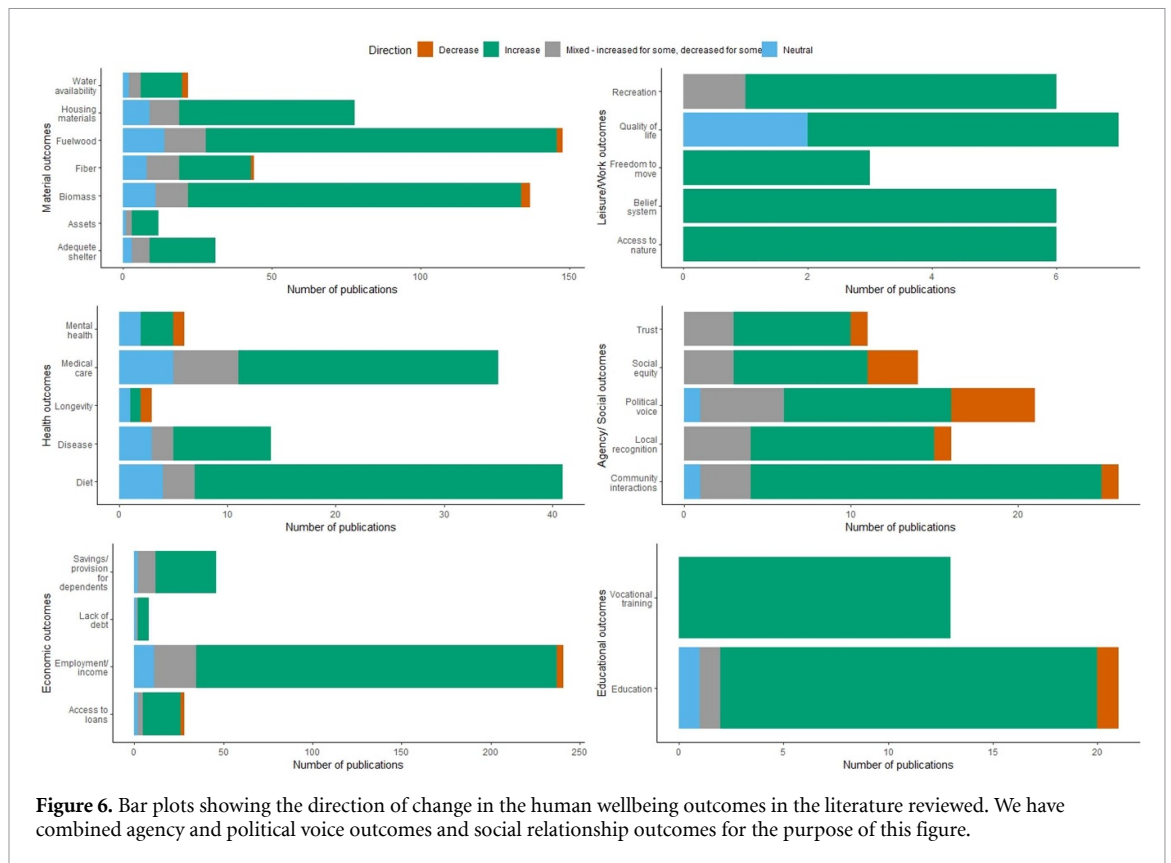 Direction Decrease Increase Mixed - increased for some, decreased for some Neutral
Material outcomes
Water
availability
Housing
materials
Fuelwood
Fiber
Biomass
Assets
Adequete
shelter
0 50 100 150
Number of publications
Leisure/Work outcomes
Recreation
Quality of
life
Freedom to
move
Belief
system
Access to
nature
0 2 4 6
Number of publications
Health outcomes
Mental
health
Medical
care
Longevity
Disease
Diet
0 10 20 30 40
Number of publications
Agency/ Social outcomes
Trust
Social
equity
Political
voice
Local
recognition
Community
interactions
0 10 20
Number of publications
Economic outcomes
Savings/
provision
for
dependents
Lack of
debt
Employment/
income
Access to
loans
0 50 100 150 200 250
Number of publications
Educational outcomes
Vocational
training
Education
0 5 10 15 20
Number of publications
Figure 6. Bar plots showing the direction of change in the human wellbeing outcomes in the literature reviewed. We have
combined agency and political voice outcomes and social relationship outcomes for the purpose of this figure.